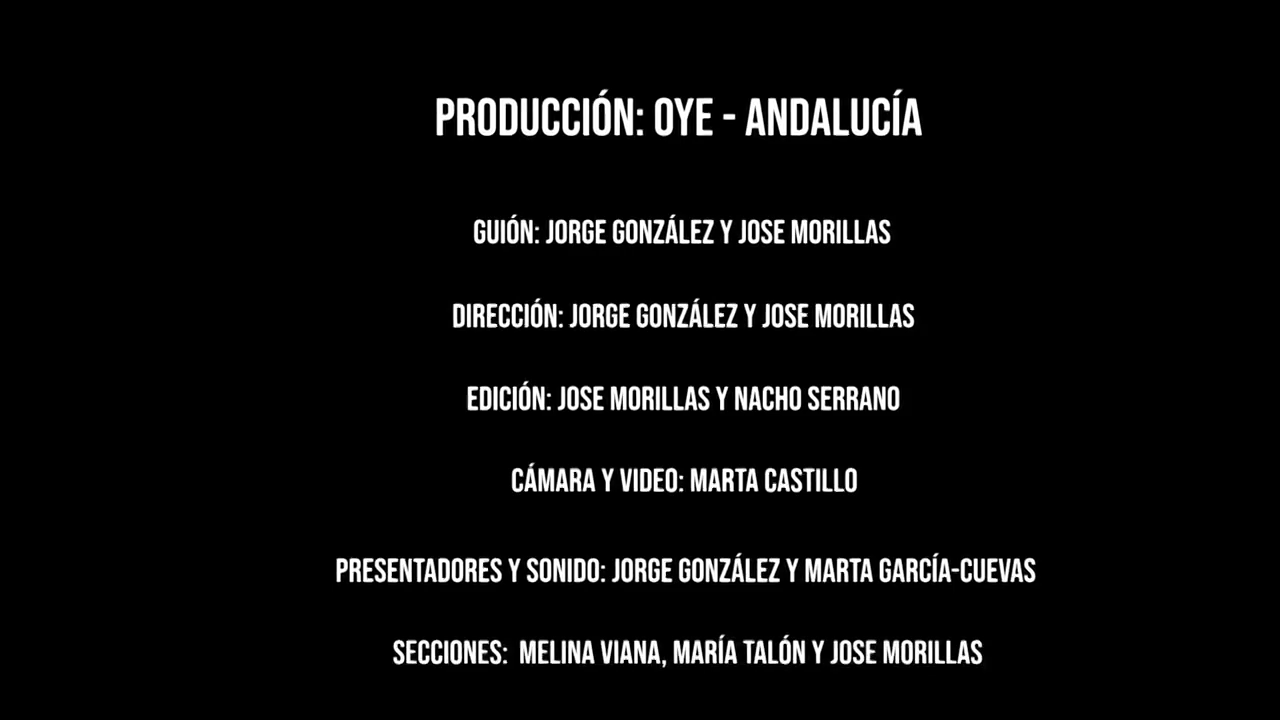 PRODUCCIÓN: OYE - ANDALUCÍA
GUIÓN: JORGE GONZÁLEZ Y JOSE MORILLAS
DIRECCIÓN: JORGE GONZÁLEZ Y JOSE MORILLAS
EDICIÓN: JOSE MORILLAS Y NACHO SERRANO
CÁMARA Y VIDEO: MARTA CASTILLO
PRESENTADORES Y SONIDO: JORGE GONZÁLEZ Y MARTA GARCÍA-CUEVAS
SECCIONES: MELINA VIANA, MARÍA TALÓN Y JOSE MORILLAS